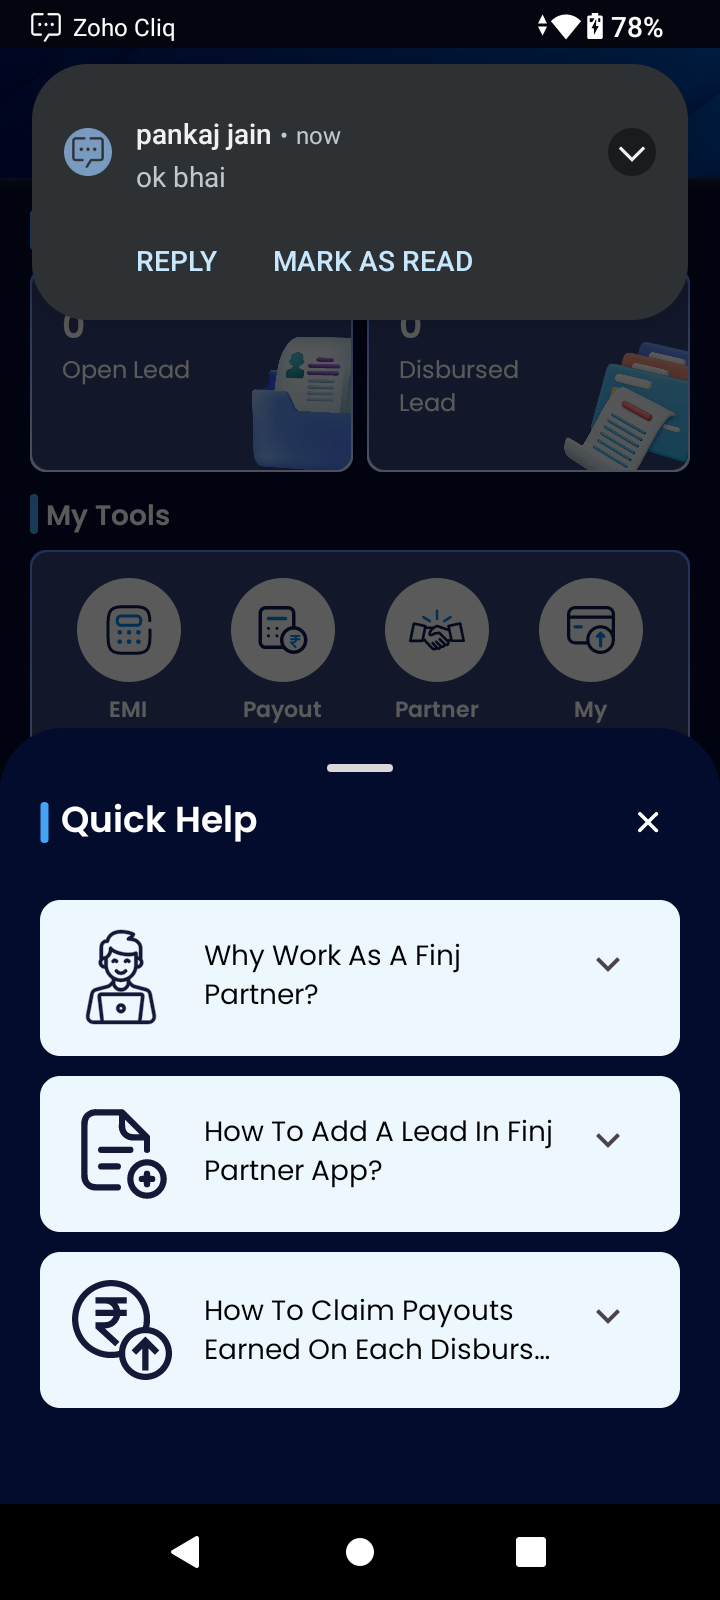 Zoho Cliq 78%
pankaj jain • now
ok bhai
REPLY MARK AS READ
0 0
Open Lead Disbursed
Lead
My Tools
EMI Payout Partner My
Quick Help
Why Work As A Finj
Partner?
How To Add A Lead In Finj
Partner App?
How To Claim Payouts
Earned On Each Disburs...